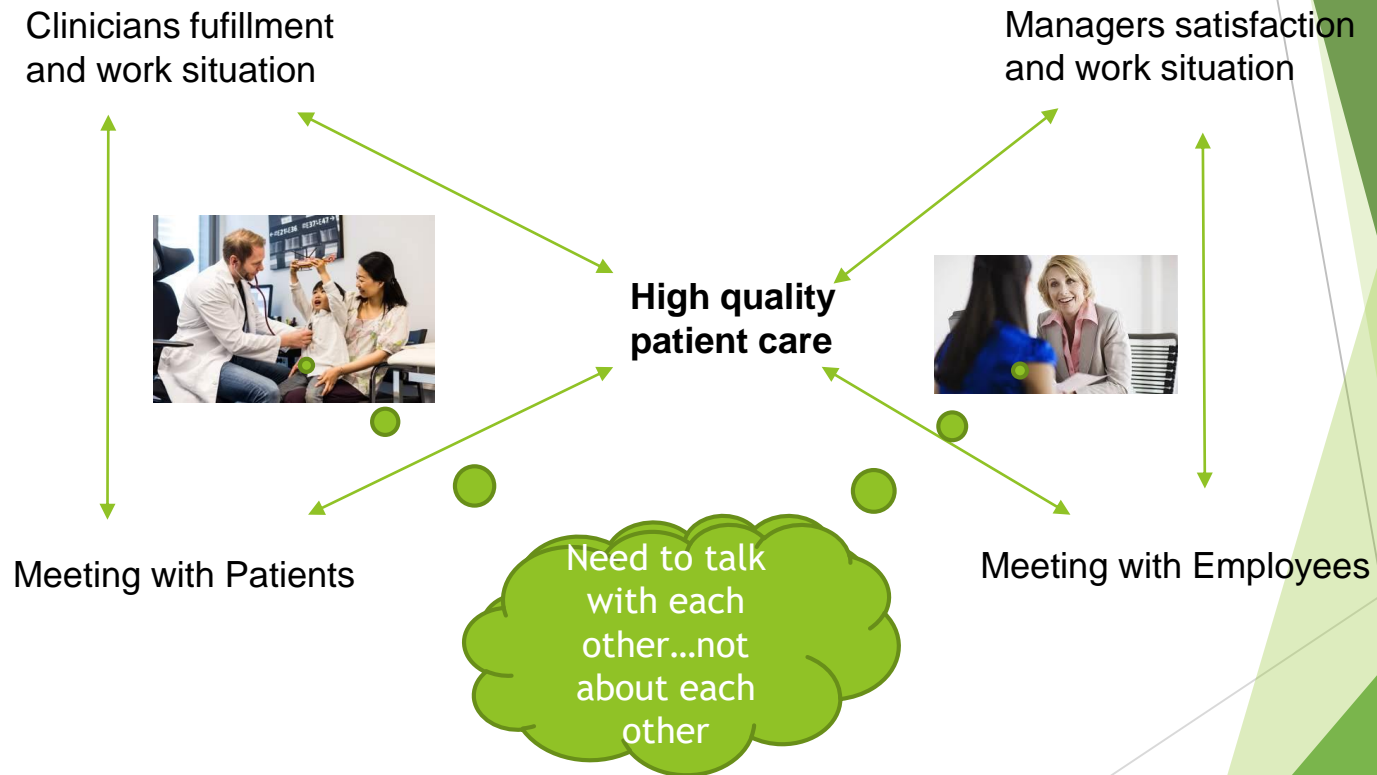 Clinicians fufillment
and work situation
Managers satisfaction
and work situation
High quality
patient care
Meeting with Patients
Meeting with Employees
Need to talk
with each
other…not
about each
other